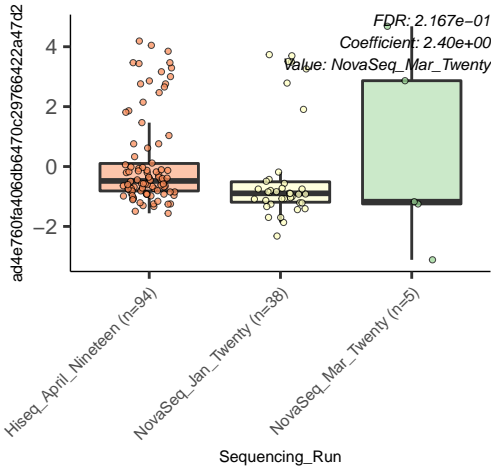 FDR: 2.167e-01
Coefficient: 2.40e+00
Value: NovaSeq_Mar_Twenty
ad4e760fa406db6470c29766422a47d2
4
2
0
−2
Hiseq_April_Nineteen (n=94)
NovaSeq_Jan_Twenty (n=38)
NovaSeq_Mar_Twenty (n=5)
Sequencing_Run